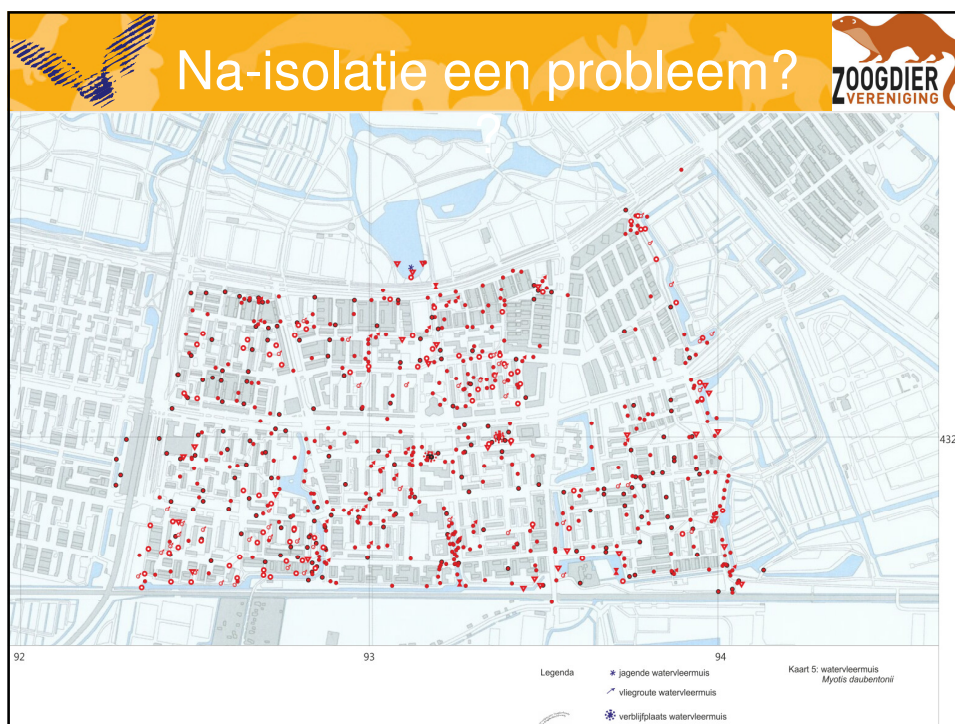 Na-isolatie een probleem?
ZOOGDIER
VERENIGING
?
432
92
93
94
Legenda
jagende watervleermuis
vliegroute watervleermuis
verblijfplaats watervleermuis
Kaart 5: watervleermuis
Myotis daubentonii